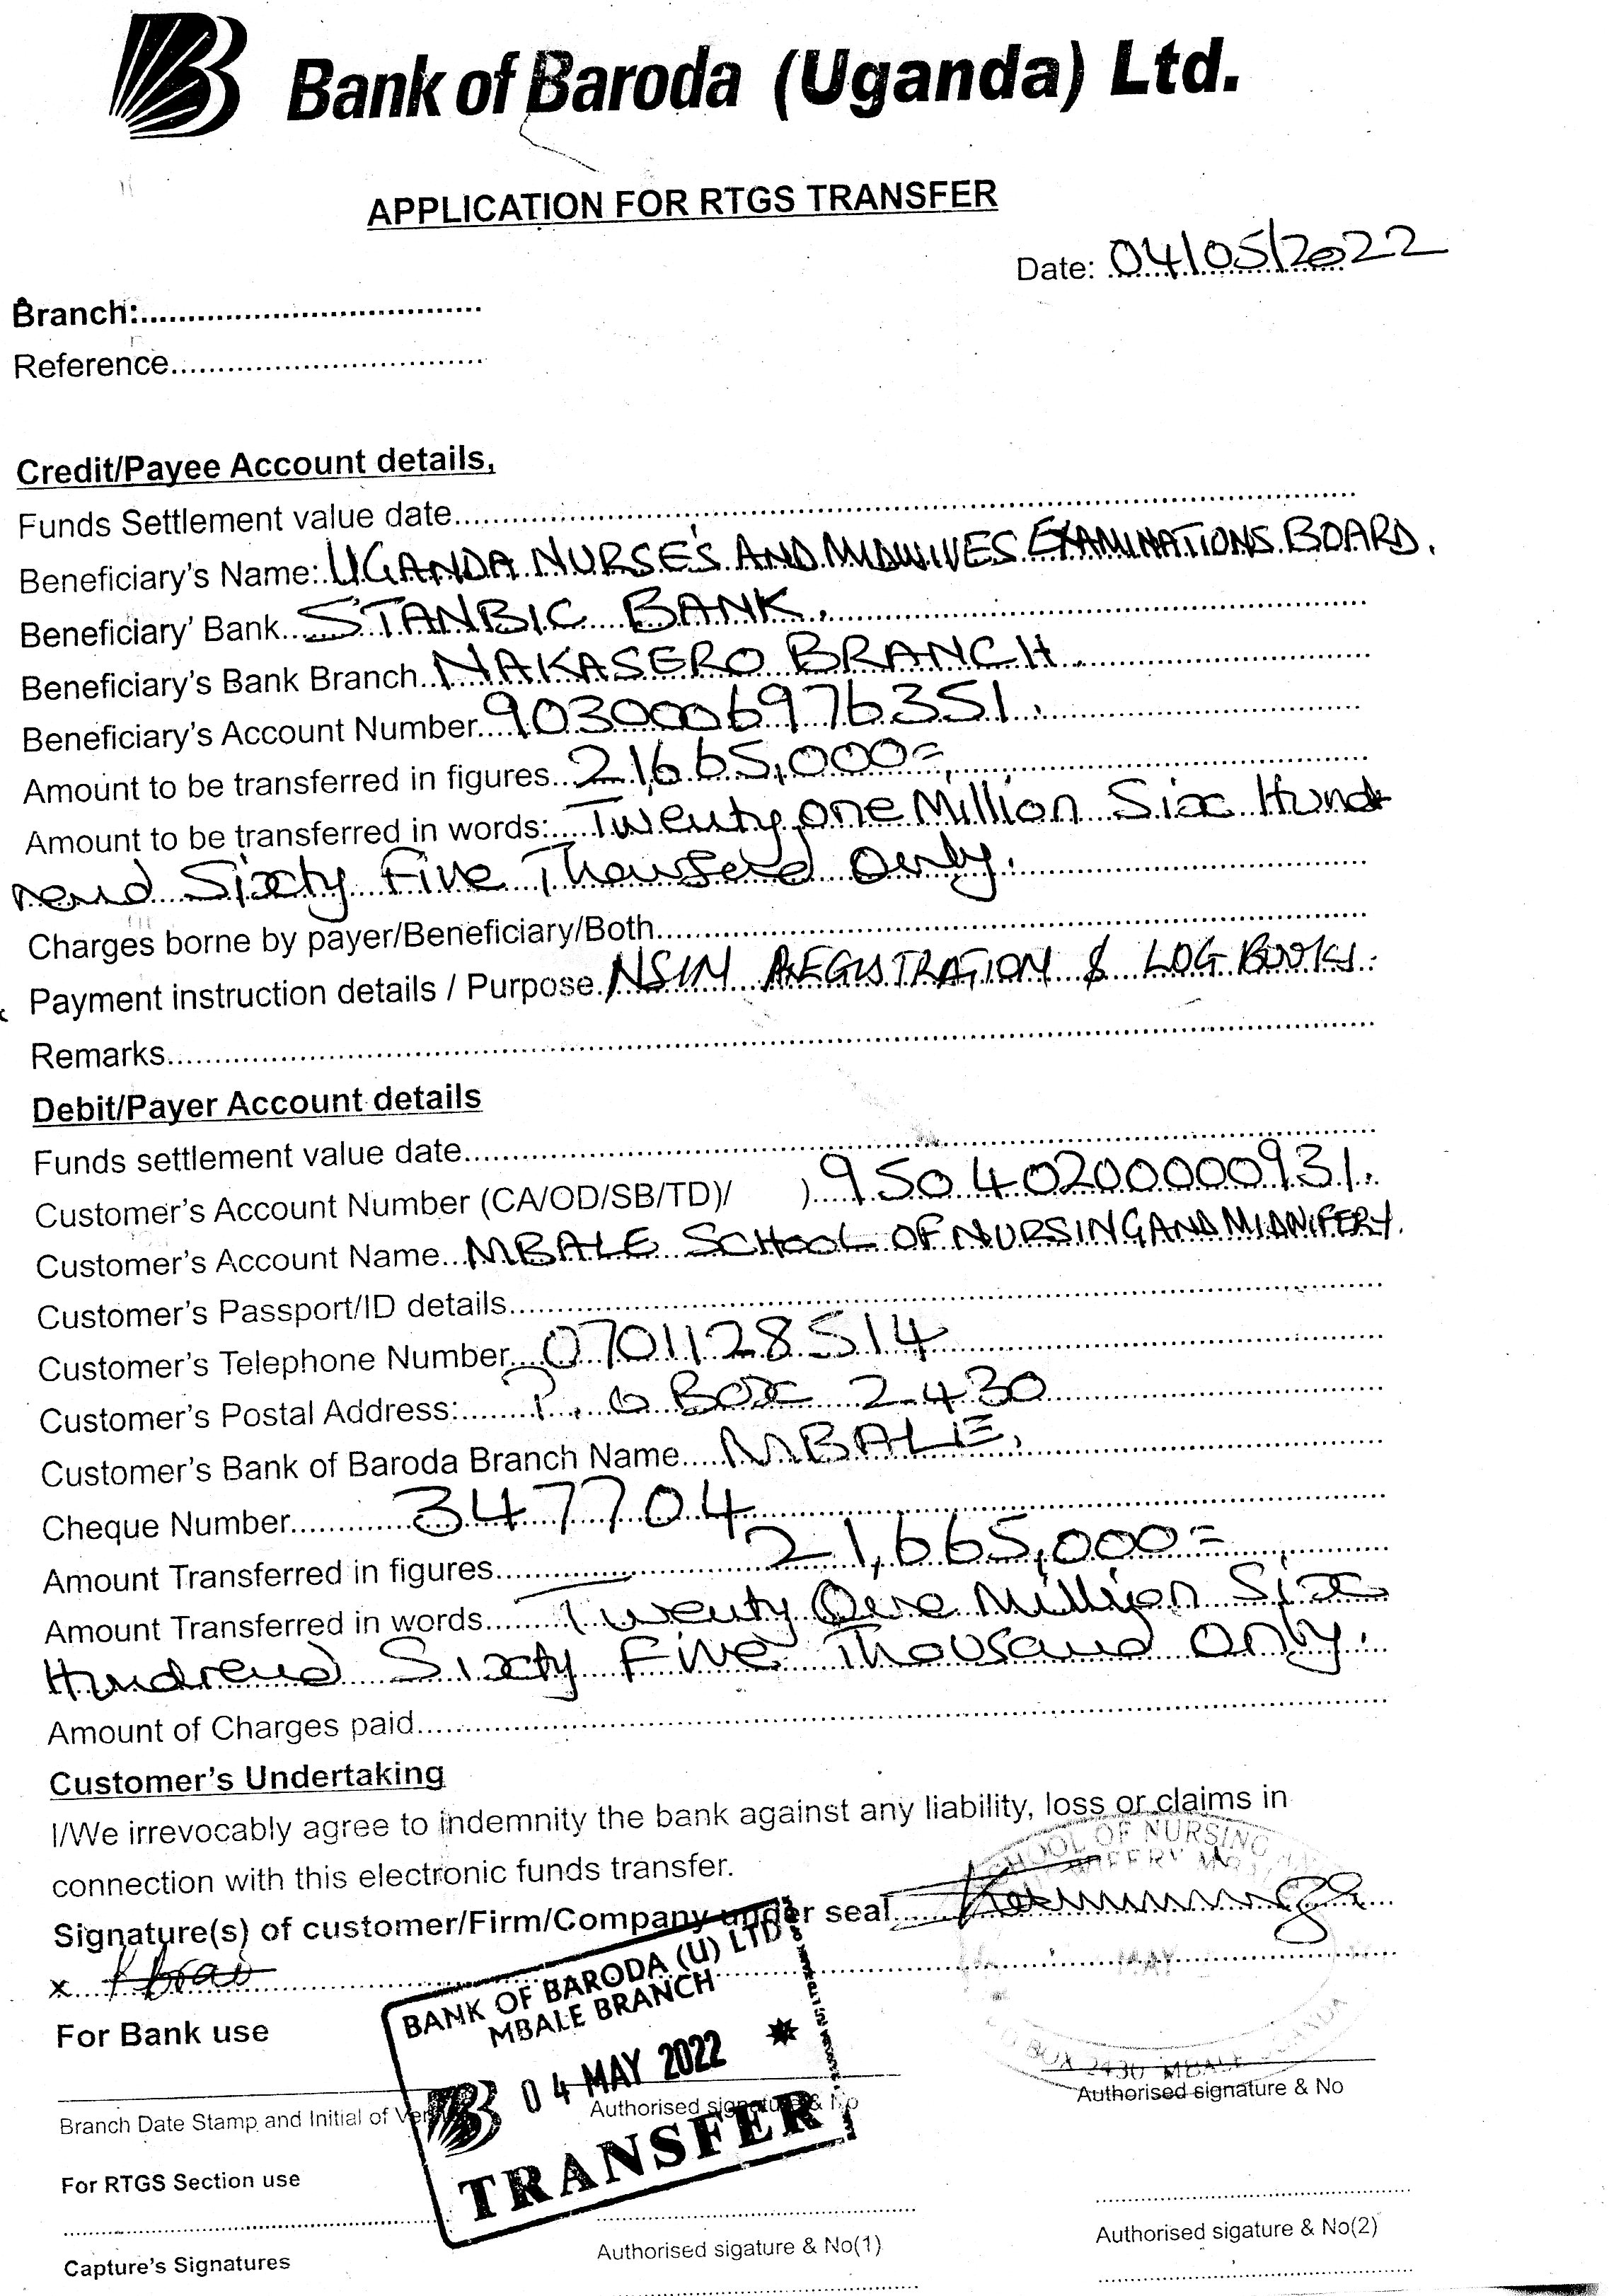 Bank of Baroda (Uganda) Ltd.
APPLICATION FOR RTGS TRANSFER
Date: 04/05/2022
Branch:
Reference
Credit/Payee Account details,
Funds Settlement value date
Beneficiary's Name: UGANDA NURSE'S AND MIDWIVES EXAMINATIONS BOARD.
Beneficiary' Bank STANBIC BANK.
Beneficiary's Bank Branch NAKASERO BRANCH
Beneficiary's Account Number 9030006976351.
Amount to be transferred in figures 21,665,000=
Amount to be transferred in words: Twenty one Million Six Hund
reud Sixty Five Thousand Only.
Charges borne by payer/Beneficiary/Both
Payment instruction details / Purpose NSIN REGISTRATION & LOG BOOKS.
Remarks
Debit/Payer Account details
Funds settlement value date
Customer's Account Number (CA/OD/SB/TD)/ ) 95040200000931.
Customer's Account Name MBALE SCHOOL OF NURSING AND MIDWIFERY.
Customer's Passport/ID details
Customer's Telephone Number 0701128514
Customer's Postal Address: P.O BOX 2430
Customer's Bank of Baroda Branch Name MBALE,
Cheque Number 347704
Amount Transferred in figures 21,665,000=
Amount Transferred in words Twenty One Million Six
Hundreud Sixty Five Thousand Only.
Amount of Charges paid
Customer's Undertaking
I/We irrevocably agree to indemnity the bank against any liability, loss or claims in
connection with this electronic funds transfer.
SCHOOL OF NURSING
Signature(s) of customer/Firm/Company under seal
x
MAY
BANK OF BARODA (U) LTD
MBALE BRANCH
For Bank use
04 MAY 2022
BOX 2430 MBALE UGANDA
Branch Date Stamp and Initial of
Authorised signature & No
Authorised signature & No
TRANSFER
For RTGS Section use
Capture's Signatures
Authorised sigature & No(1)
Authorised sigature & No(2)